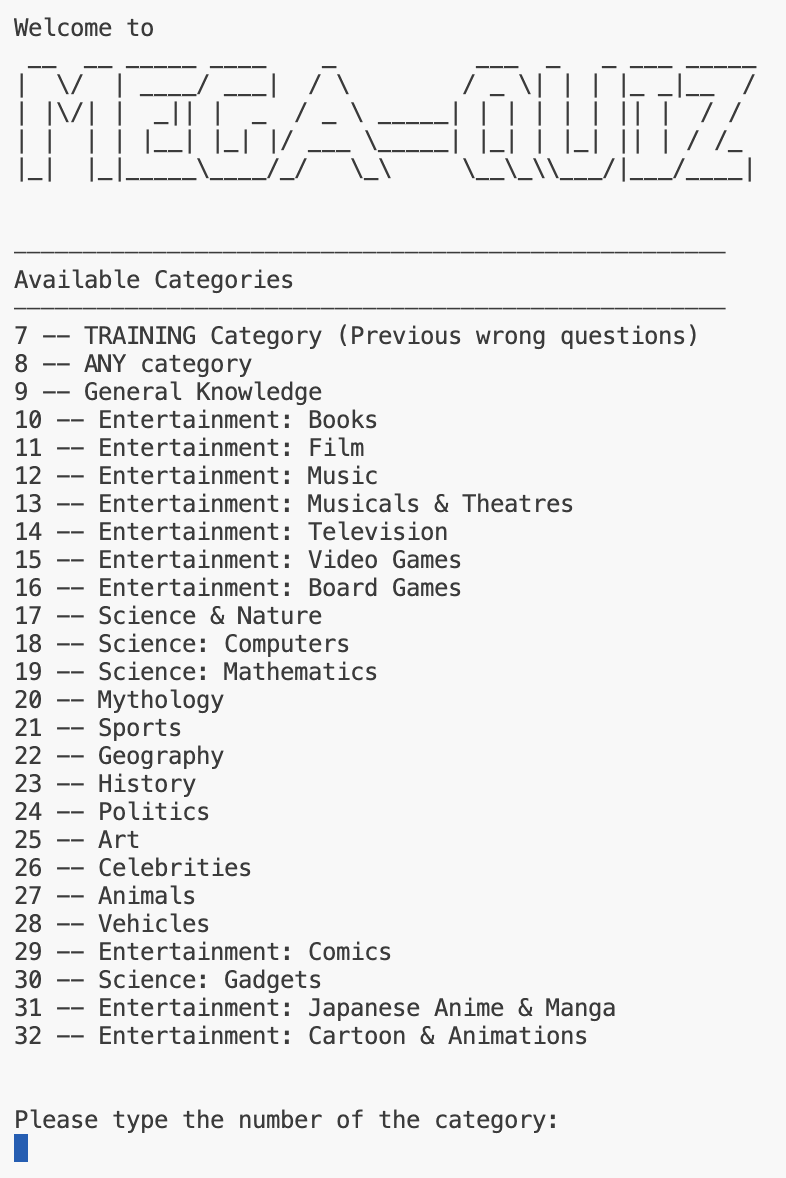 Welcome to
MEGA-QUIZ
Available Categories
7 -- TRAINING Category (Previous wrong questions)
8 -- ANY category
9 -- General Knowledge
10 -- Entertainment: Books
11 -- Entertainment: Film
12 -- Entertainment: Music
13 -- Entertainment: Musicals & Theatres
14 -- Entertainment: Television
15 -- Entertainment: Video Games
16 -- Entertainment: Board Games
17 -- Science & Nature
18 -- Science: Computers
19 -- Science: Mathematics
20 -- Mythology
21 -- Sports
22 -- Geography
23 -- History
24 -- Politics
25 -- Art
26 -- Celebrities
27 -- Animals
28 -- Vehicles
29 -- Entertainment: Comics
30 -- Science: Gadgets
31 -- Entertainment: Japanese Anime & Manga
32 -- Entertainment: Cartoon & Animations
Please type the number of the category: